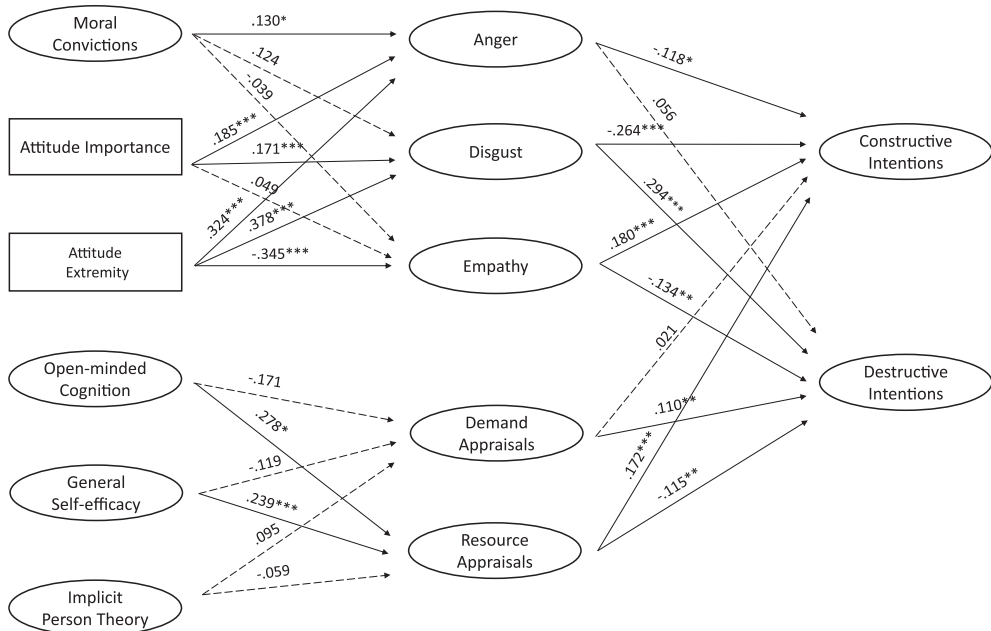 Moral
Convictions
Attitude Importance
Attitude
Extremity
Open-minded
Cognition
General
Self-efficacy
Implicit
Person Theory
.130*
.124
-.039
.185***
.171***
.049
.324***
.378***
-.345***
-.171
.278*
-.119
.239***
.095
-.059
Anger
Disgust
Empathy
Demand
Appraisals
Resource
Appraisals
-.118*
.056
-.264***
.294***
.180***
-.134**
.021
.110**
.172***
-.115**
Constructive
Intentions
Destructive
Intentions